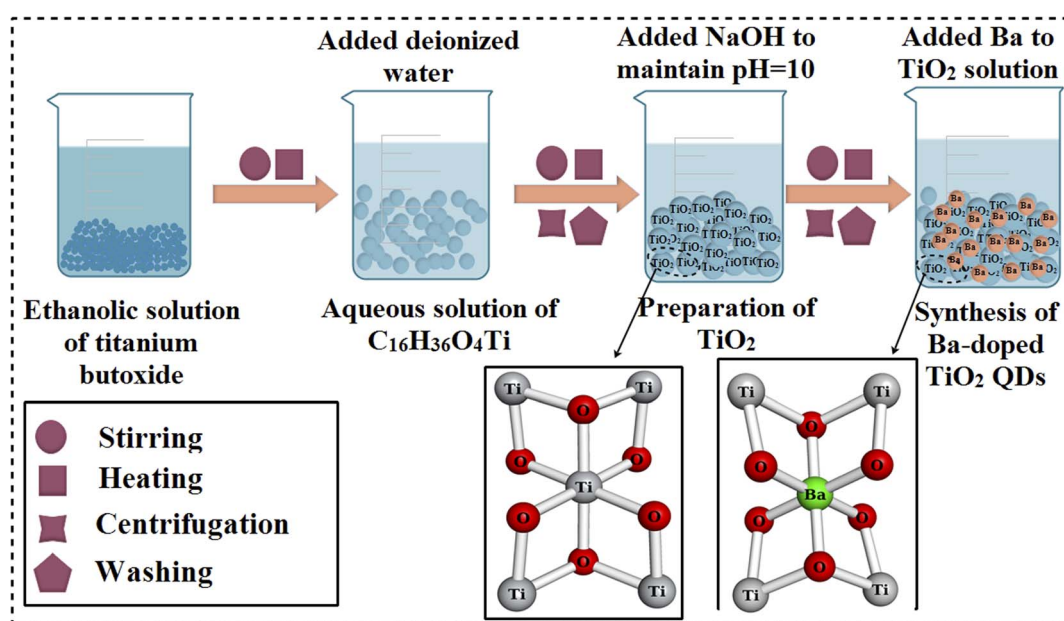 Added deionized
water
Added NaOH to
maintain pH=10
Added Ba to
TiO₂ solution
Ethanolic solution
of titanium
butoxide
Aqueous solution of
C₁₆H₃₆O₄Ti
Preparation of
TiO₂
Synthesis of
Ba-doped
TiO₂ QDs
Stirring
Heating
Centrifugation
Washing
Ti Ti
O
O O
Ti
O O
O
Ti Ti
Ti Ti
O
O O
Ba
O O
O
Ti Ti